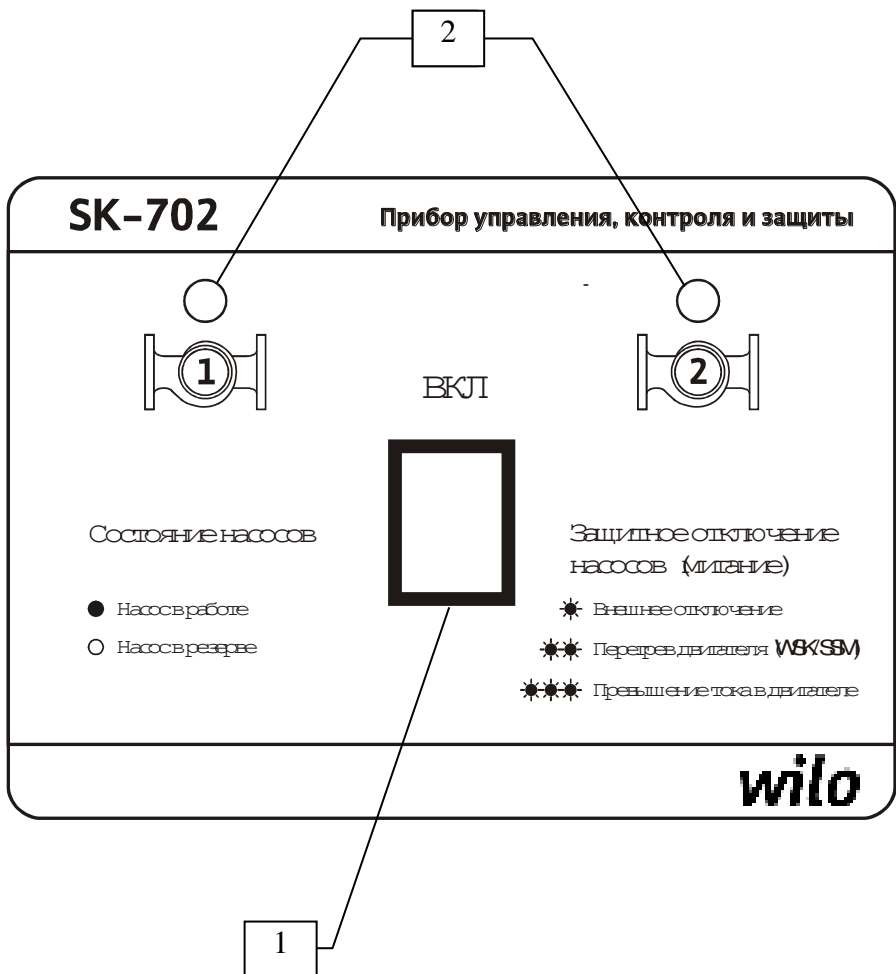 2
SK-702
Прибор управления, контроля и защиты
1
2
ВКЛ
Состояние насосов
Насос в работе
Насос в резерве
Защитное отключение
насосов (мигание)
Внешнее отключение
Перегрев двигателя (WSK/SSM)
Превышение тока в двигателе
wilo
1